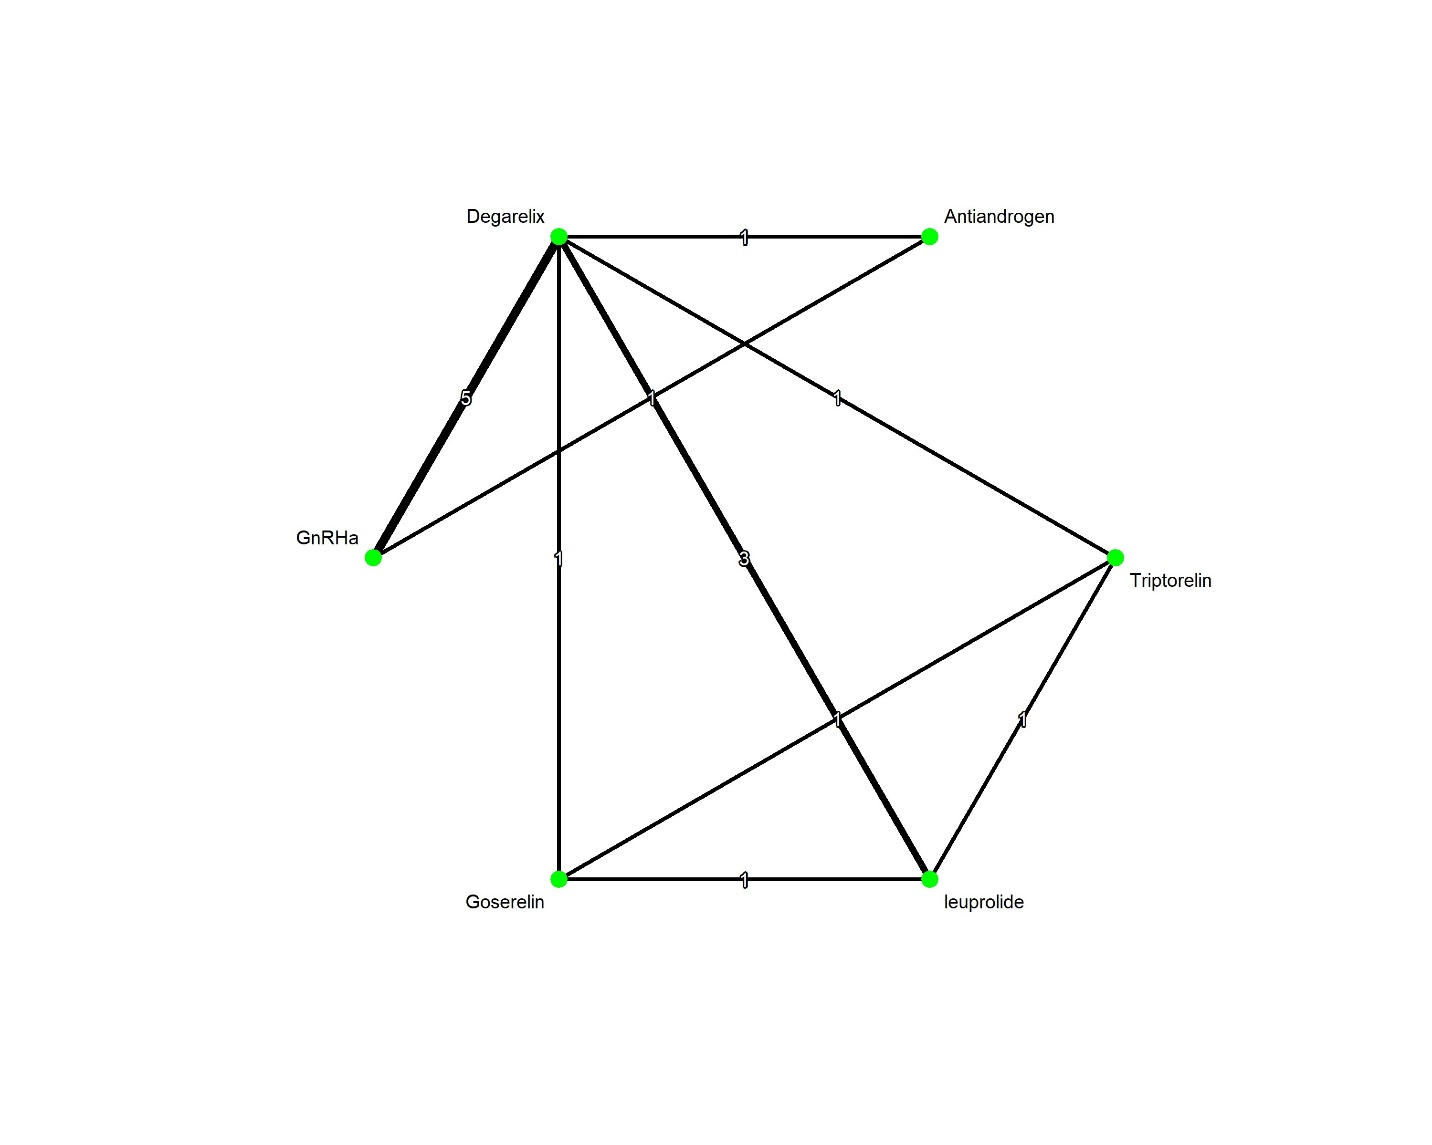 Degarelix
Antiandrogen
1
5
1
1
GnRHa
1
3
Triptorelin
1
1
1
Goserelin
leuprolide